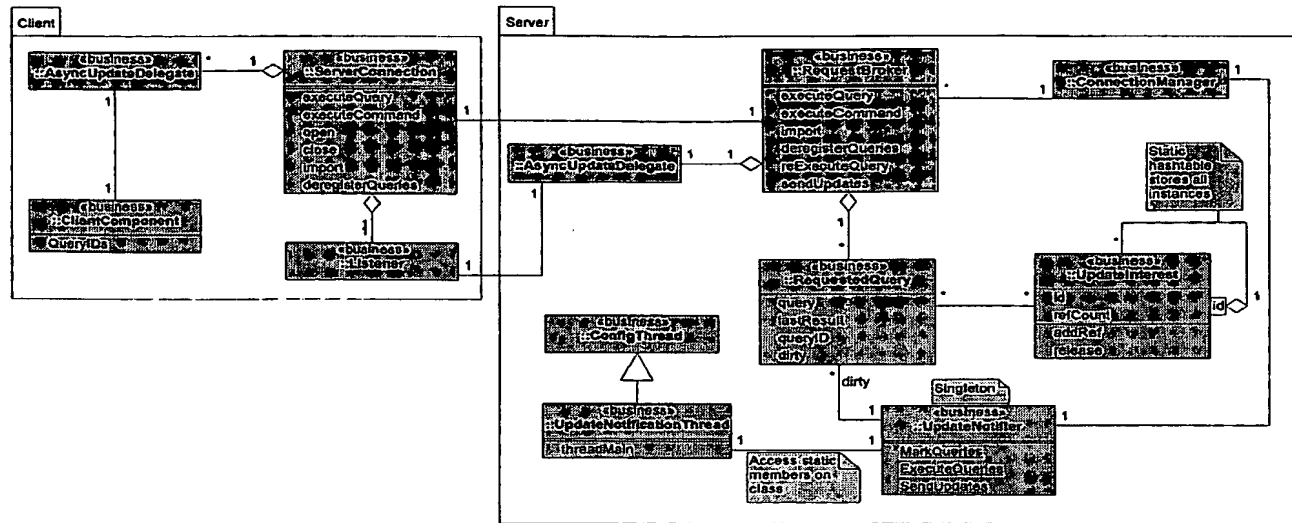 Client
«business»
::AsyncUpdateDelegate
*
1
«business»
::ServerConnection
executeQuery
executeCommand
open
close
import
deregisterQueries
1
1
1
«business»
::ClientComponent
QueryIDs
1
1
«business»
::Listener
1
Server
«business»
::RequestBroker
executeQuery
executeCommand
import
deregisterQueries
reExecuteQuery
sendUpdates
1
*
1
«business»
::ConnectionManager
1
«business»
::AsyncUpdateDelegate
1
1
1
Static
hashtable
stores all
instances
1
*
«business»
::RequestedQuery
query
lastResult
queryID
dirty
*
*
*
«business»
::UpdateInterest
id
refCount
addRef
release
id
1
«business»
::ConfigThread
*
dirty
Singleton
1
«business»
::UpdateNotificationThread
threadMain
1
1
Access static
members on
class
«business»
::UpdateNotifier
MarkQueries
ExecuteQueries
SendUpdates
1